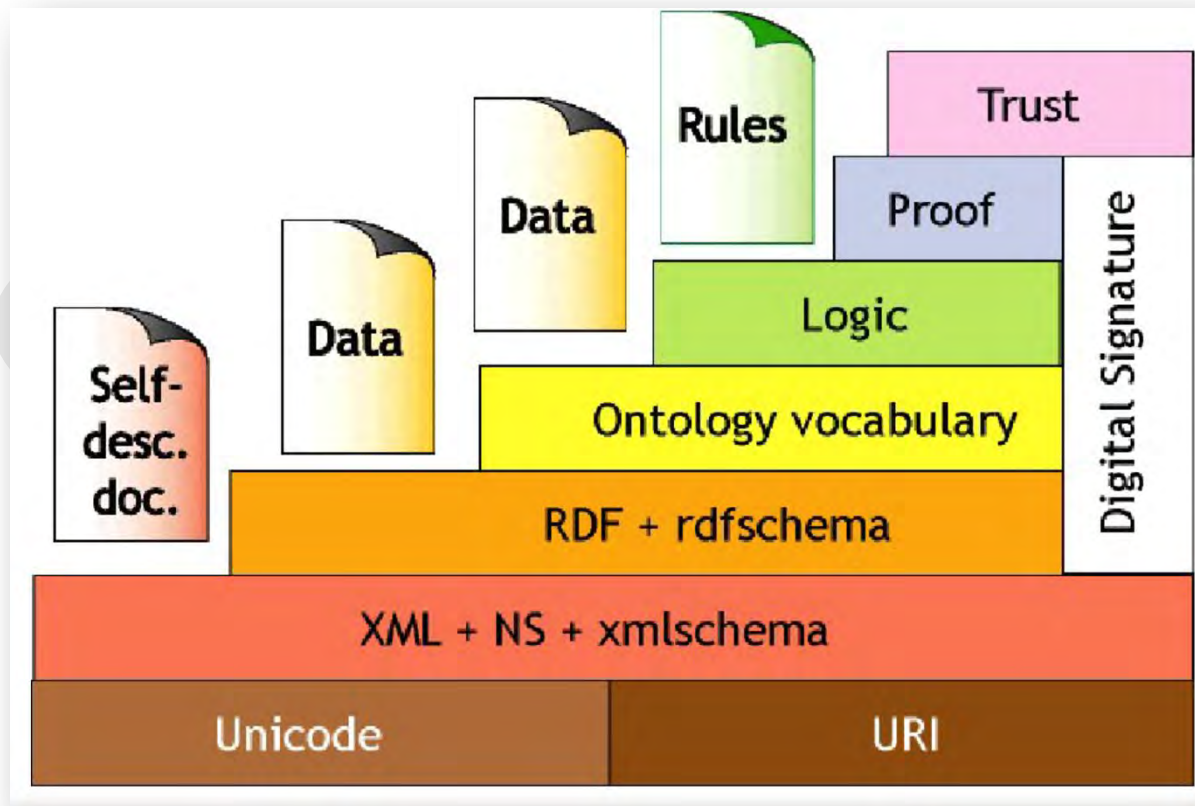 Rules
Trust
Data
Proof
Data
Logic
Self-
desc.
doc.
Ontology vocabulary
Digital Signature
RDF + rdfschema
XML + NS + xmlschema
Unicode
URI